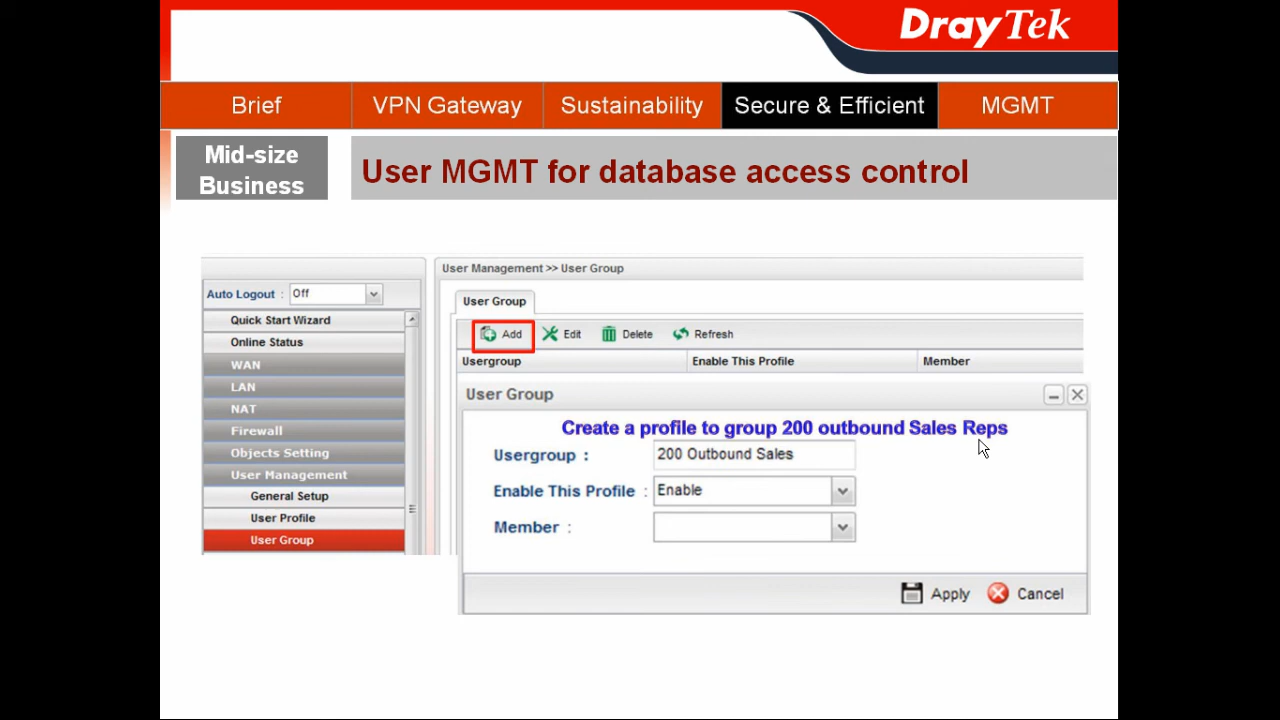 DrayTek
Brief VPN Gateway Sustainability Secure & Efficient MGMT
Mid-size
Business
User MGMT for database access control
Auto Logout : Off
Quick Start Wizard
Online Status
WAN
LAN
NAT
Firewall
Objects Setting
User Management
General Setup
User Profile
User Group
User Management >> User Group
User Group
Add Edit Delete Refresh
Usergroup Enable This Profile Member
User Group
Create a profile to group 200 outbound Sales Reps
Usergroup : 200 Outbound Sales
Enable This Profile : Enable
Member :
Apply Cancel